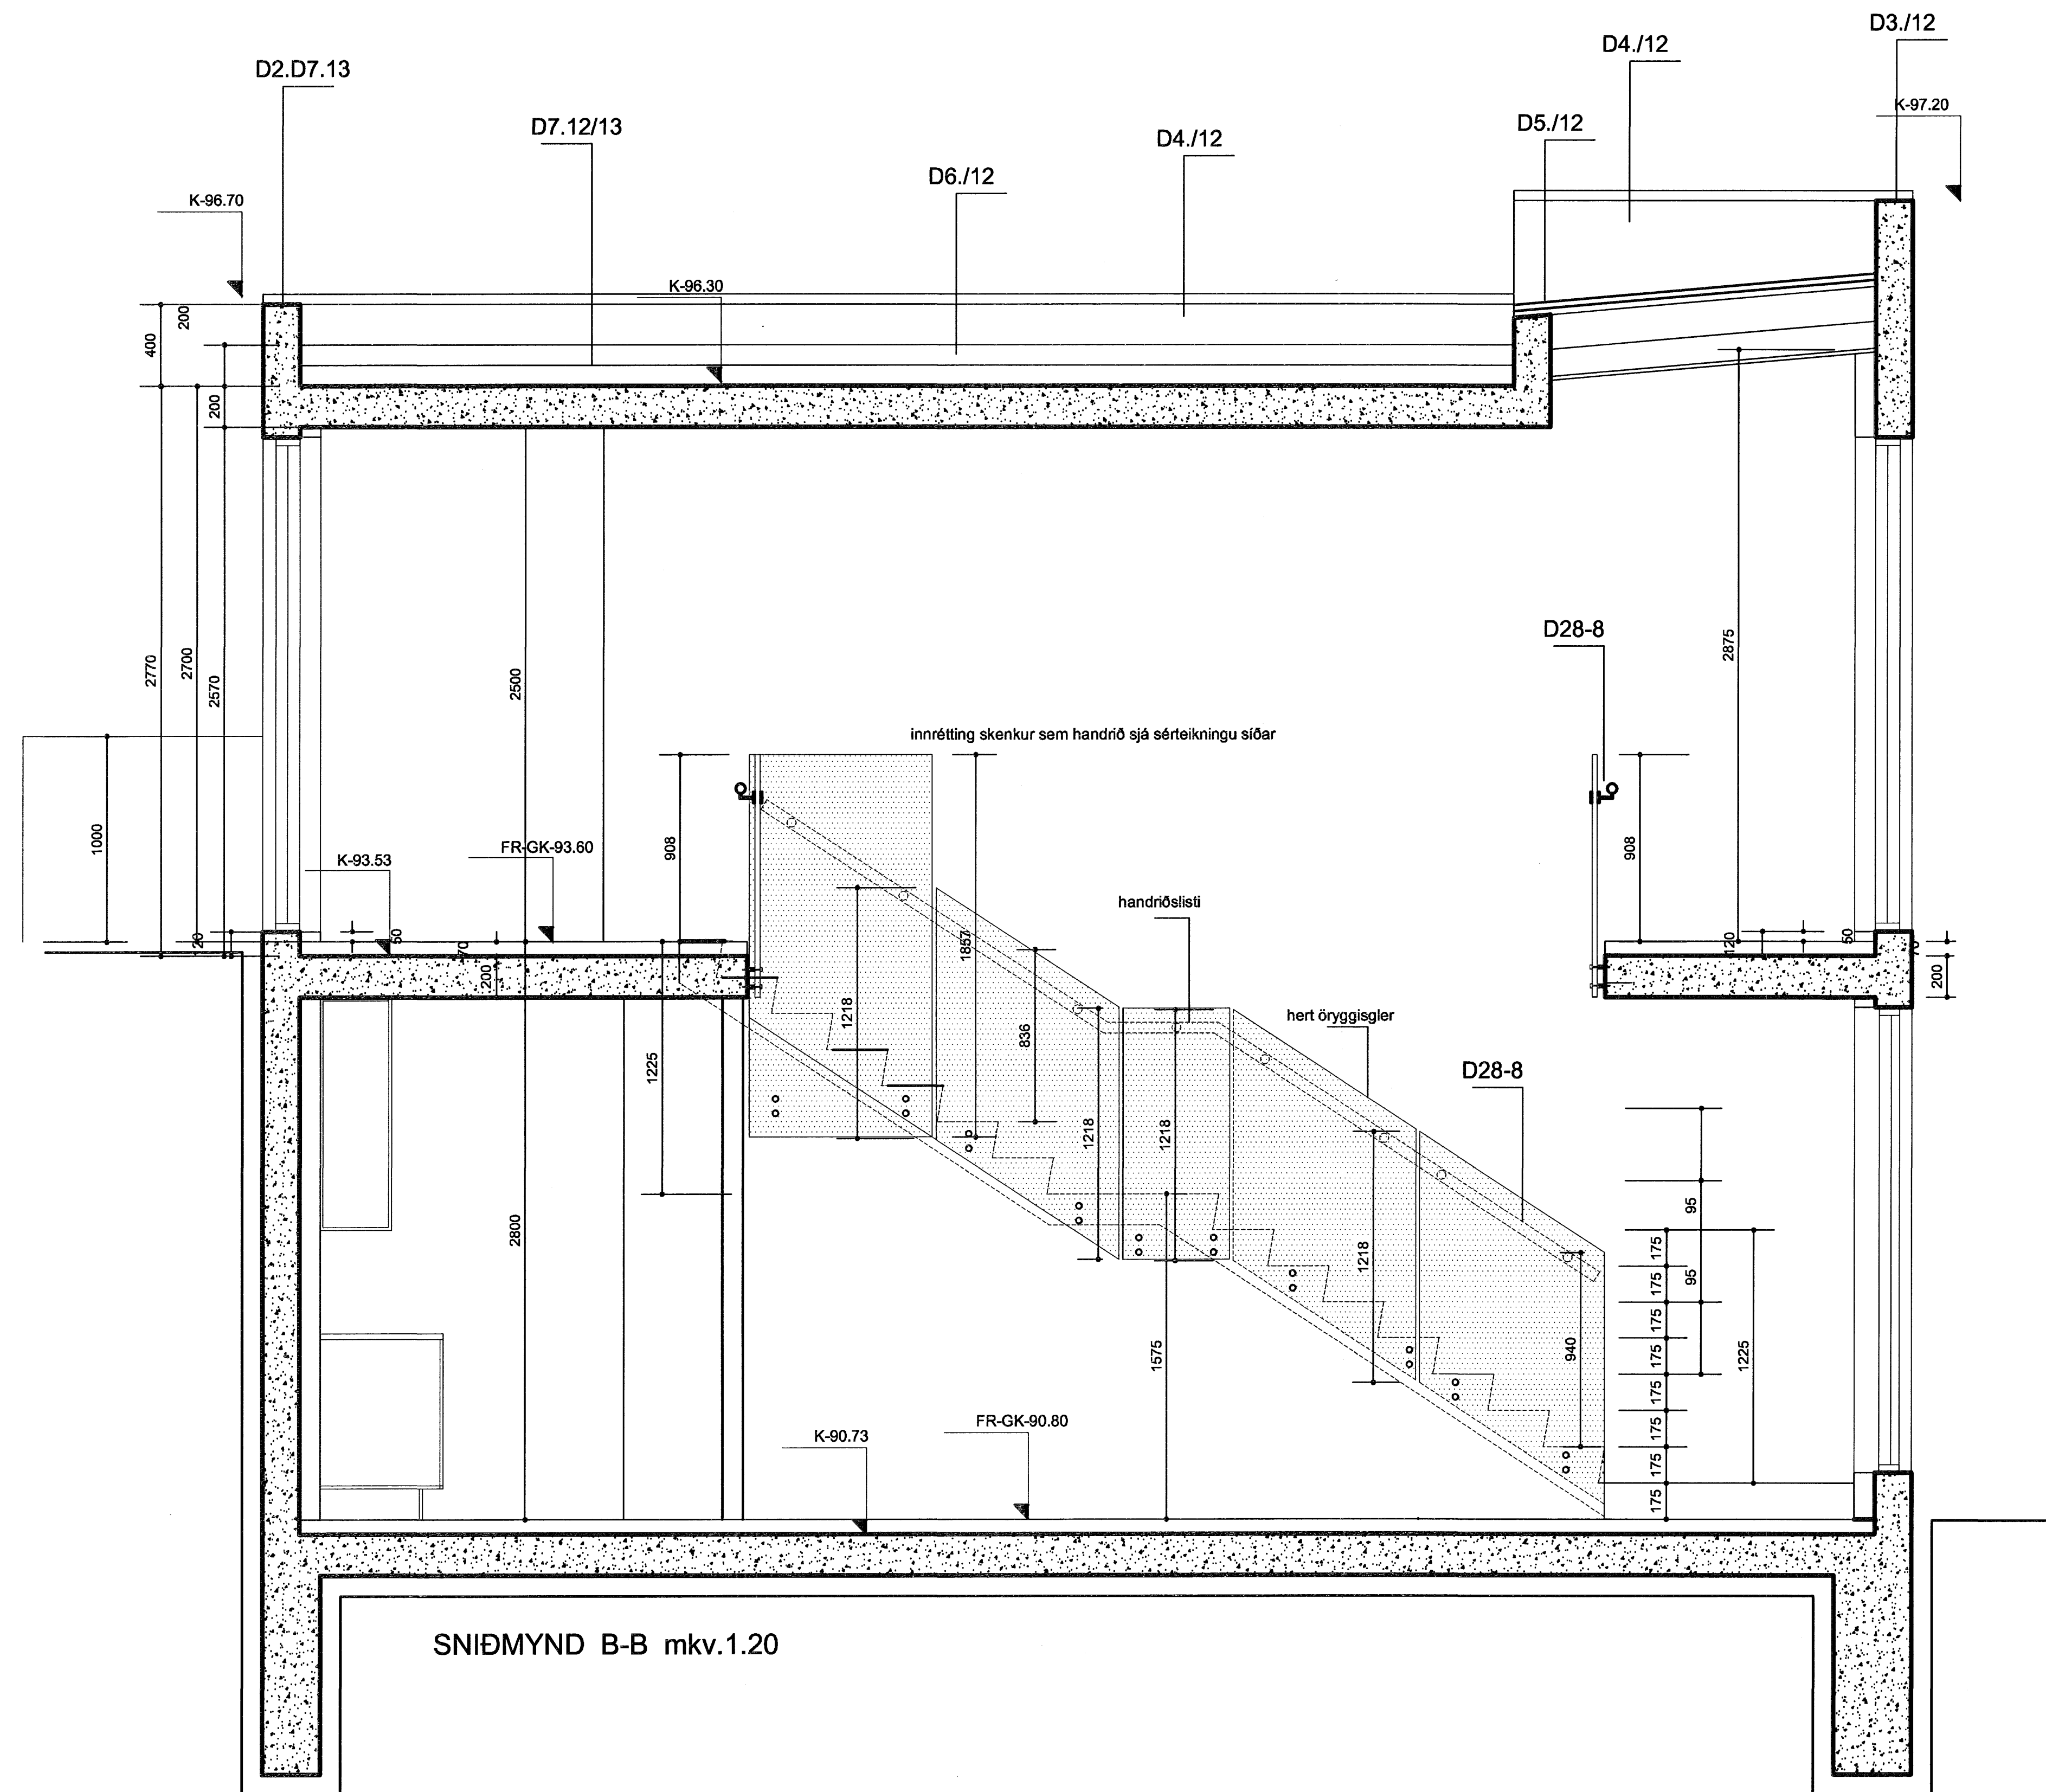 D3./12
D4./12
D2.D7.13
K-97.20
D5./12
D7.12/13
D4./12
D6./12
K-96.70
K-96.30
200
400
200
D28-8
2875
2770
2700
2570
2500
innrétting skenkur sem handrið sjá sérteikningu síðar
1000
908
908
FR-GK-93.60
K-93.53
handriðslisti
50
70
200
1857
120
50
200
1218
836
hert öryggisgler
1225
D28-8
1218
1218
95
2800
175
1218
175
95
175
1575
940
175
1225
175
175
FR-GK-90.80
K-90.73
175
175
SNIÐMYND B-B mkv.1.20